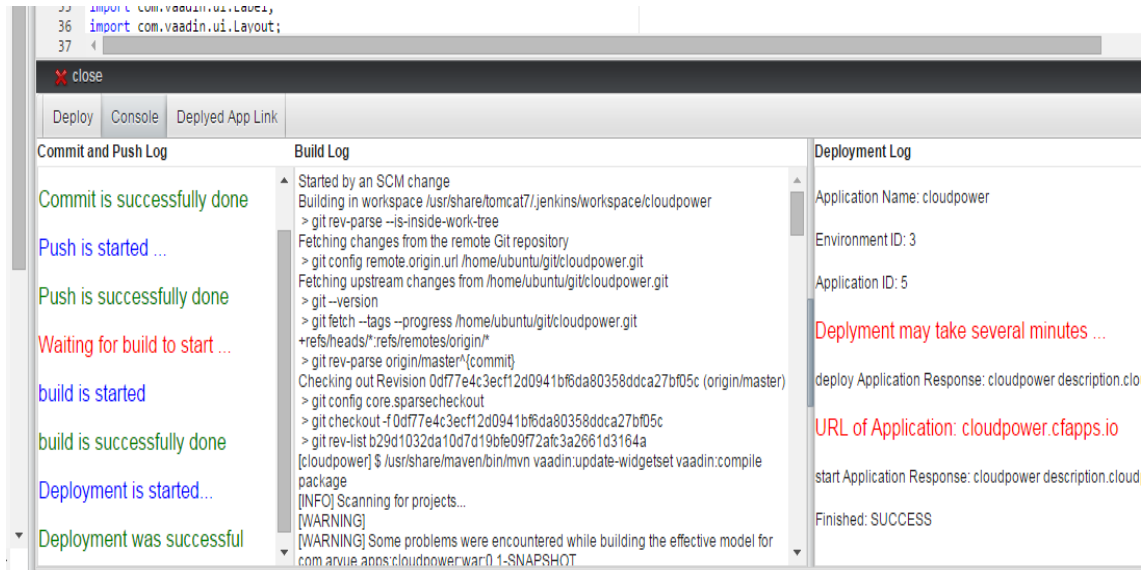 35 import com.vaadin.ui.Label;
36 import com.vaadin.ui.Layout;
37
close
Deploy Console Deplyed App Link
Commit and Push Log
Commit is successfully done
Push is started ...
Push is successfully done
Waiting for build to start ...
build is started
build is successfully done
Deployment is started...
Deployment was successful
Build Log
Started by an SCM change
Building in workspace /usr/share/tomcat7/.jenkins/workspace/cloudpower
> git rev-parse --is-inside-work-tree
Fetching changes from the remote Git repository
> git config remote.origin.url /home/ubuntu/git/cloudpower.git
Fetching upstream changes from /home/ubuntu/git/cloudpower.git
> git --version
> git fetch --tags --progress /home/ubuntu/git/cloudpower.git
+refs/heads/*:refs/remotes/origin/*
> git rev-parse origin/master^{commit}
Checking out Revision 0df77e4c3ecf12d0941bf6da80358ddca27bf05c (origin/master)
> git config core.sparsecheckout
> git checkout -f 0df77e4c3ecf12d0941bf6da80358ddca27bf05c
> git rev-list b29d1032da10d7d19bfe09f72afc3a2661d3164a
[cloudpower] $ /usr/share/maven/bin/mvn vaadin:update-widgetset vaadin:compile
package
[INFO] Scanning for projects...
[WARNING]
[WARNING] Some problems were encountered while building the effective model for
com.arvue.apps:cloudpower:war:0.1-SNAPSHOT
Deployment Log
Application Name: cloudpower
Environment ID: 3
Application ID: 5
Deplyment may take several minutes ...
deploy Application Response: cloudpower description.clo
URL of Application: cloudpower.cfapps.io
start Application Response: cloudpower description.cloud
Finished: SUCCESS